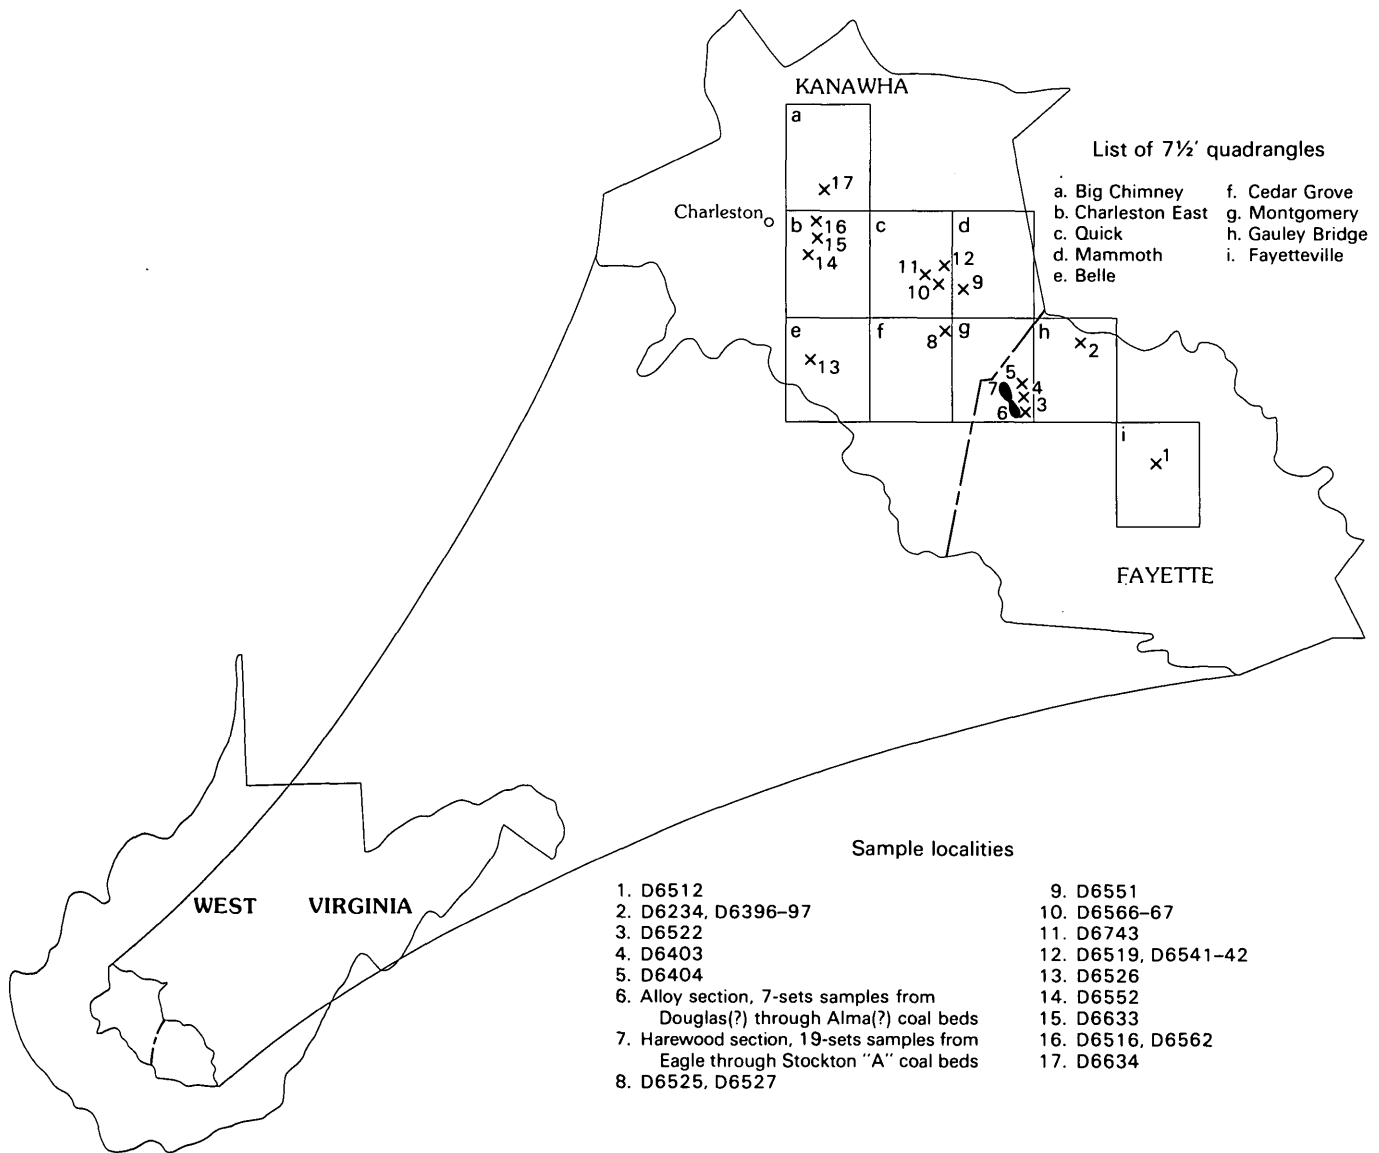 KANAWHA
a
17
List of 7½′ quadrangles
a. Big Chimney
b. Charleston East
c. Quick
d. Mammoth
e. Belle
f. Cedar Grove
g. Montgomery
h. Gauley Bridge
i. Fayetteville
Charleston
b
16
15
14
c
11
10
d
12
9
e
13
f
8
g
5
7
4
6
3
h
2
i
1
FAYETTE
WEST VIRGINIA
Sample localities
1. D6512
2. D6234, D6396–97
3. D6522
4. D6403
5. D6404
6. Alloy section, 7-sets samples from
Douglas(?) through Alma(?) coal beds
7. Harewood section, 19-sets samples from
Eagle through Stockton "A" coal beds
8. D6525, D6527
9. D6551
10. D6566–67
11. D6743
12. D6519, D6541–42
13. D6526
14. D6552
15. D6633
16. D6516, D6562
17. D6634